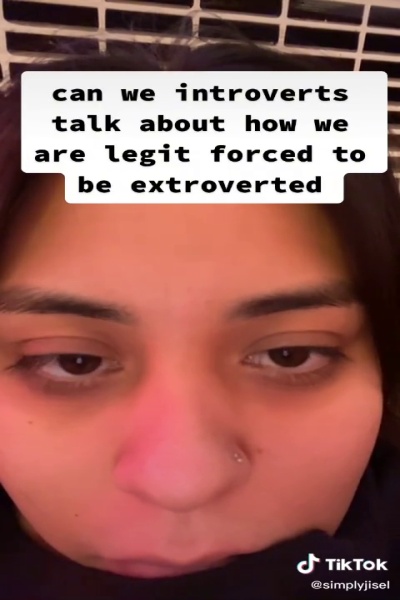 can we introverts
talk about how we
are legit forced to
be extroverted
TikTok
@simplyjisel